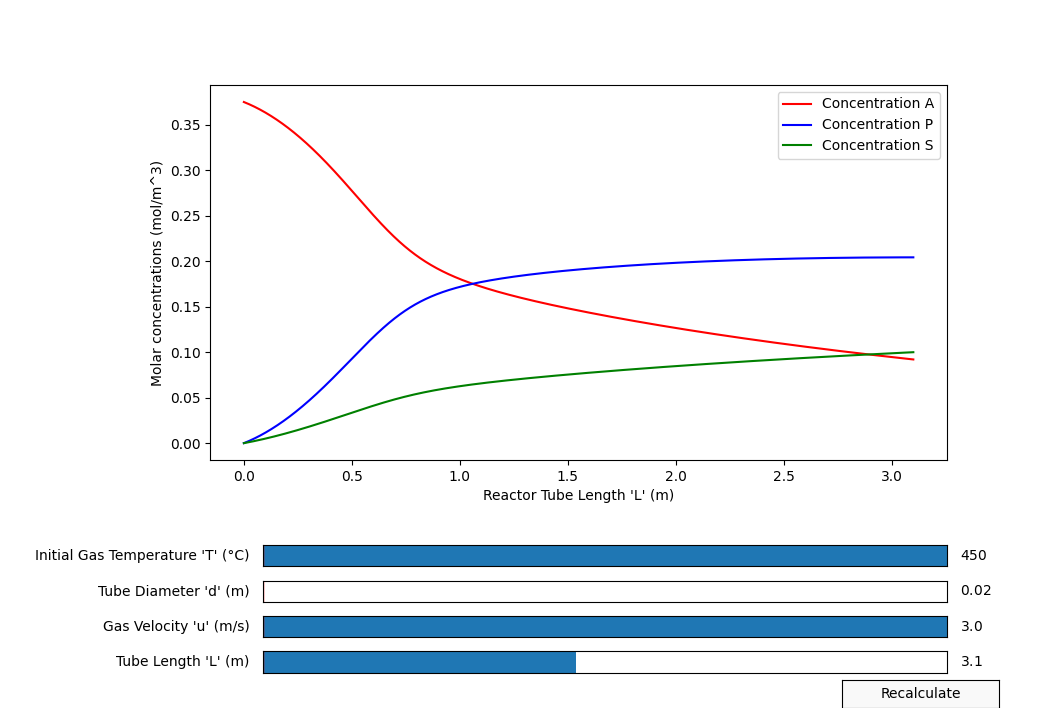 Concentration A
Concentration P
Concentration S
Molar concentrations (mol/m^3)
0.35
0.30
0.25
0.20
0.15
0.10
0.05
0.00
0.0 0.5 1.0 1.5 2.0 2.5 3.0
Reactor Tube Length 'L' (m)
Initial Gas Temperature 'T' (°C) 450
Tube Diameter 'd' (m) 0.02
Gas Velocity 'u' (m/s) 3.0
Tube Length 'L' (m) 3.1
Recalculate